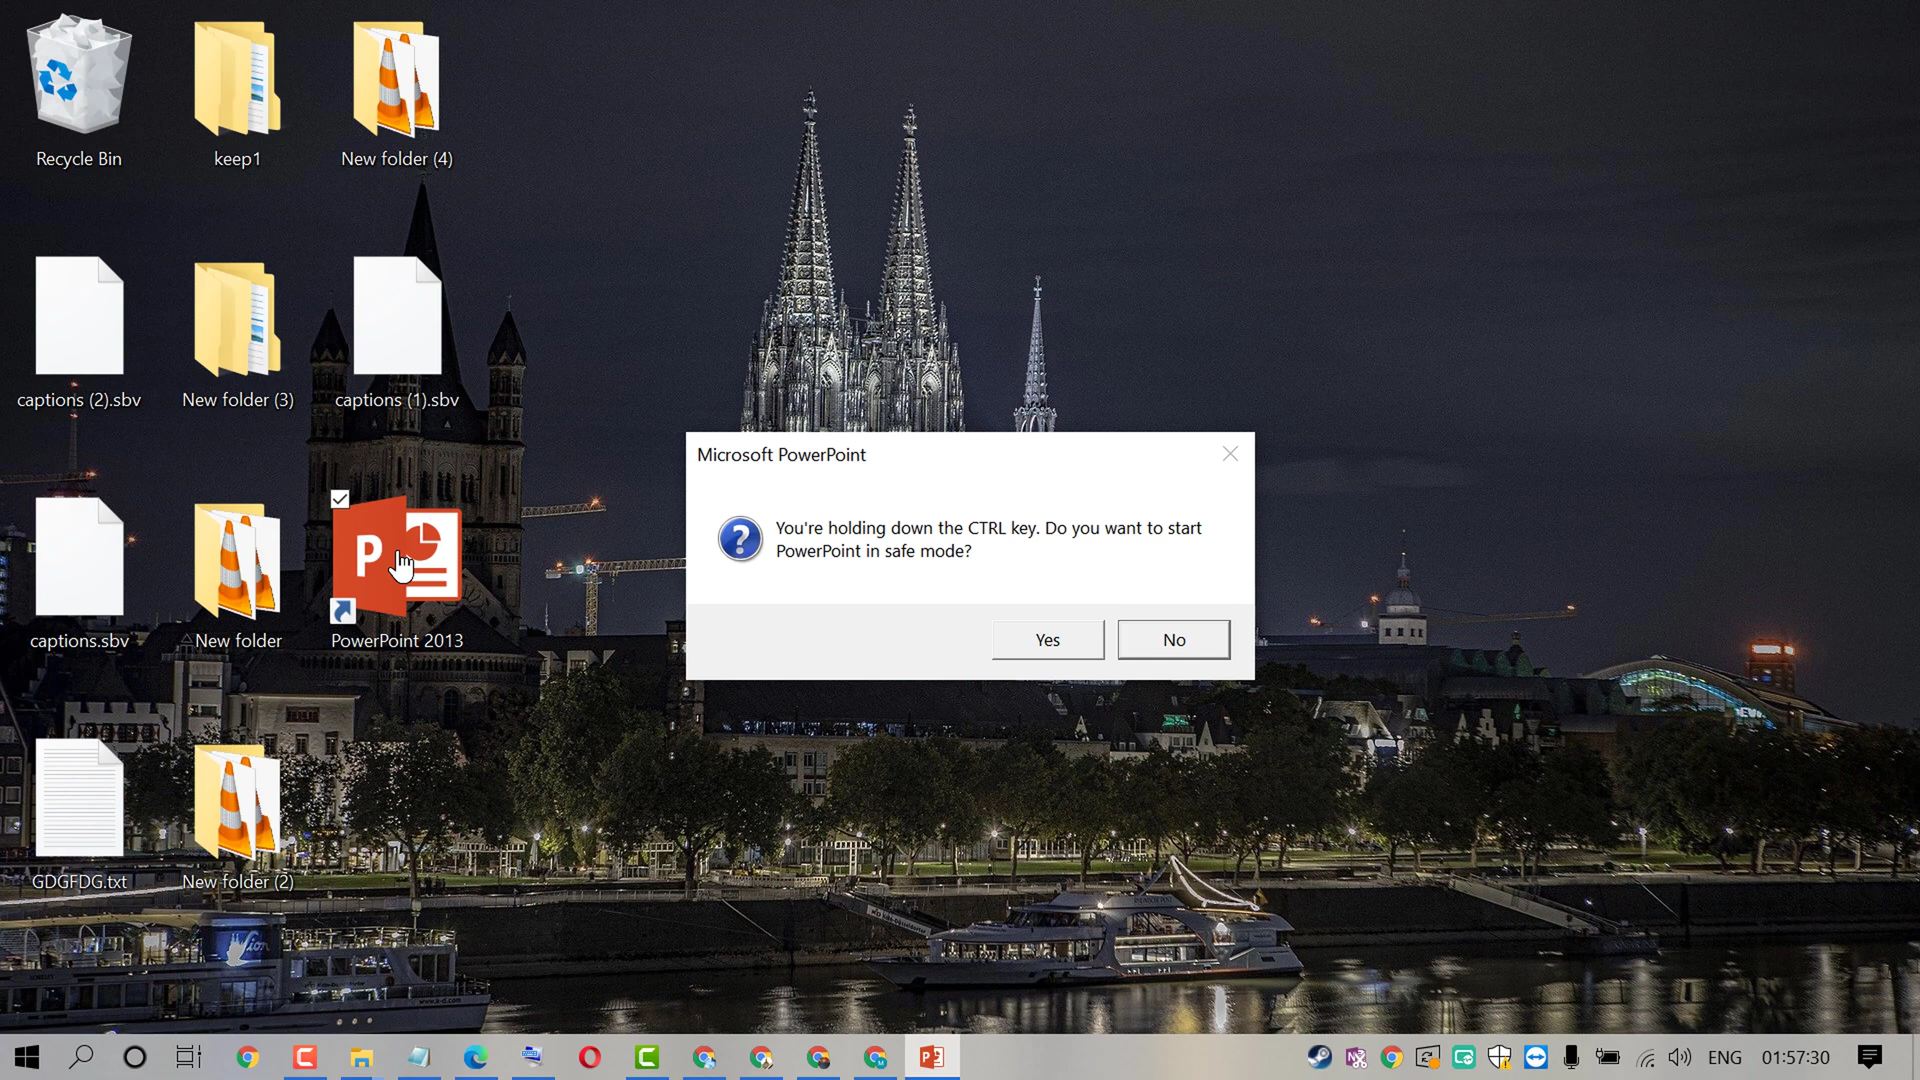 Recycle Bin
keep1
New folder (4)
captions (2).sbv
New folder (3)
captions (1).sbv
captions.sbv
New folder
P
PowerPoint 2013
GDGFDG.txt
New folder (2)
Microsoft PowerPoint
You're holding down the CTRL key. Do you want to start
PowerPoint in safe mode?
Yes
No
ENG
01:57:30